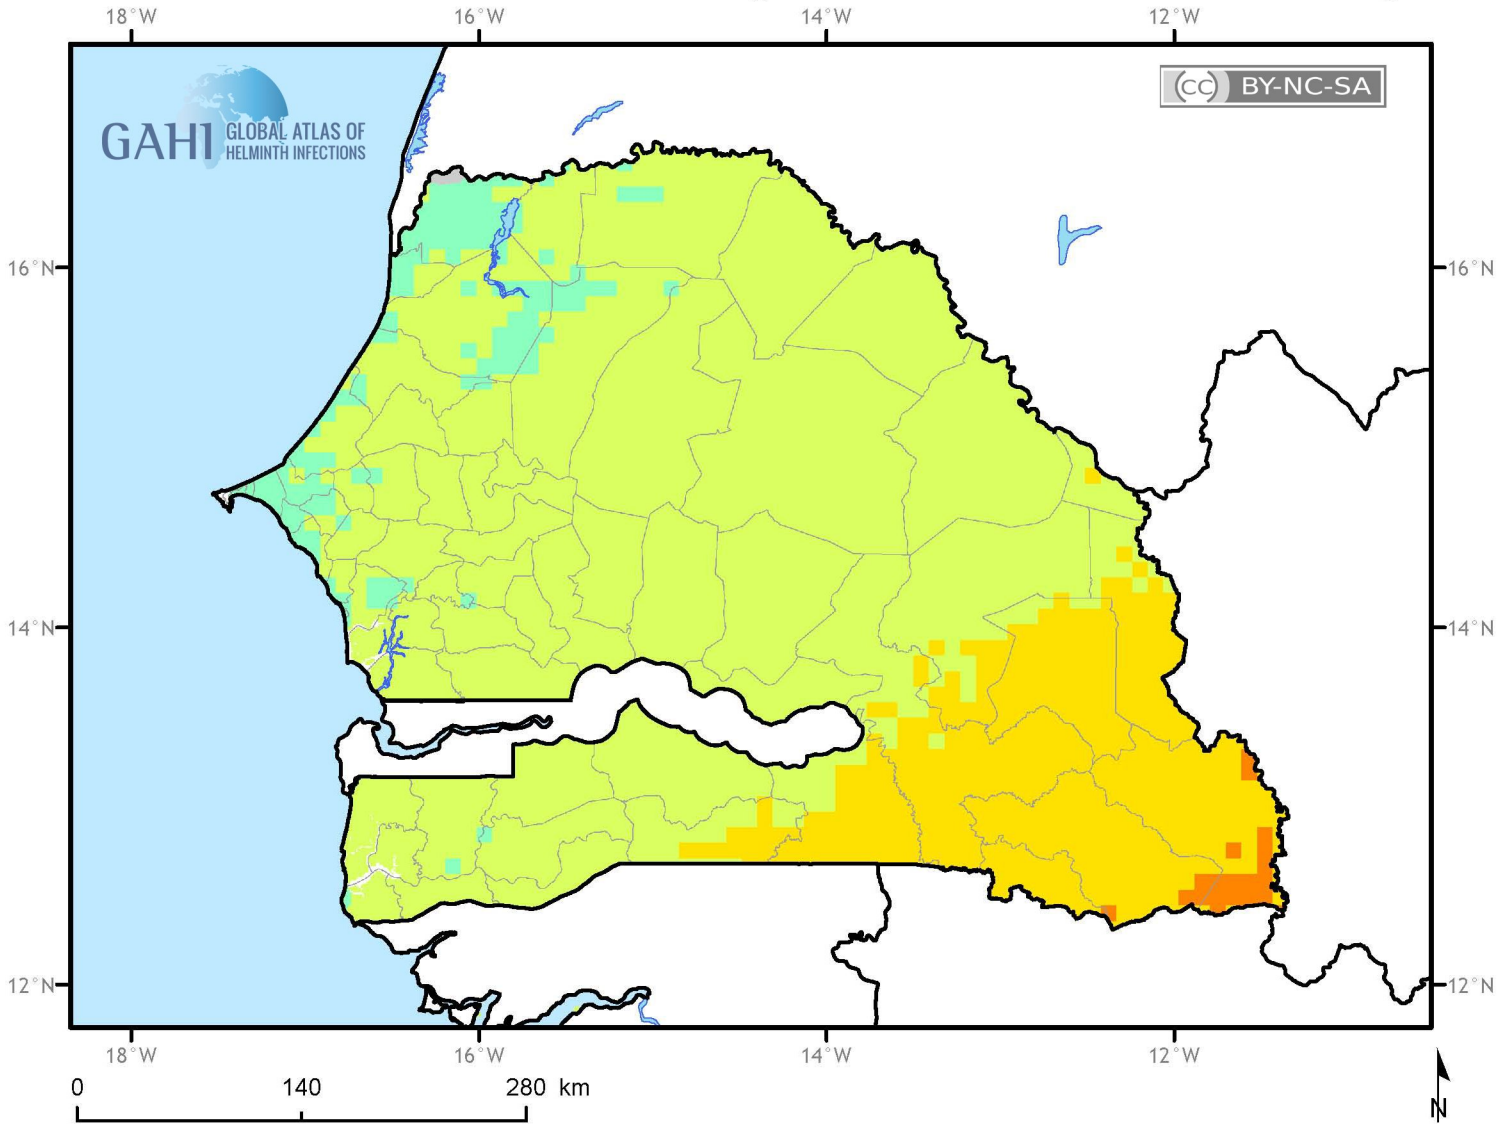 18°W 16°W 14°W 12°W
GAHI GLOBAL ATLAS OF
HELMINTH INFECTIONS
CC BY-NC-SA
16°N 16°N
14°N 14°N
12°N 12°N
18°W 16°W 14°W 12°W
0 140 280 km
N